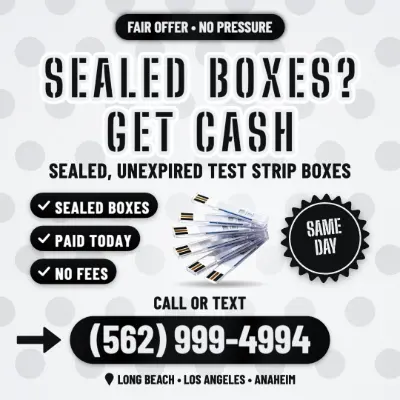 FAIR OFFER • NO PRESSURE
SEALED BOXES?
GET CASH
SEALED, UNEXPIRED TEST STRIP BOXES
SEALED BOXES
PAID TODAY
NO FEES
SAME
DAY
CALL OR TEXT
(562) 999-4994
LONG BEACH • LOS ANGELES • ANAHEIM